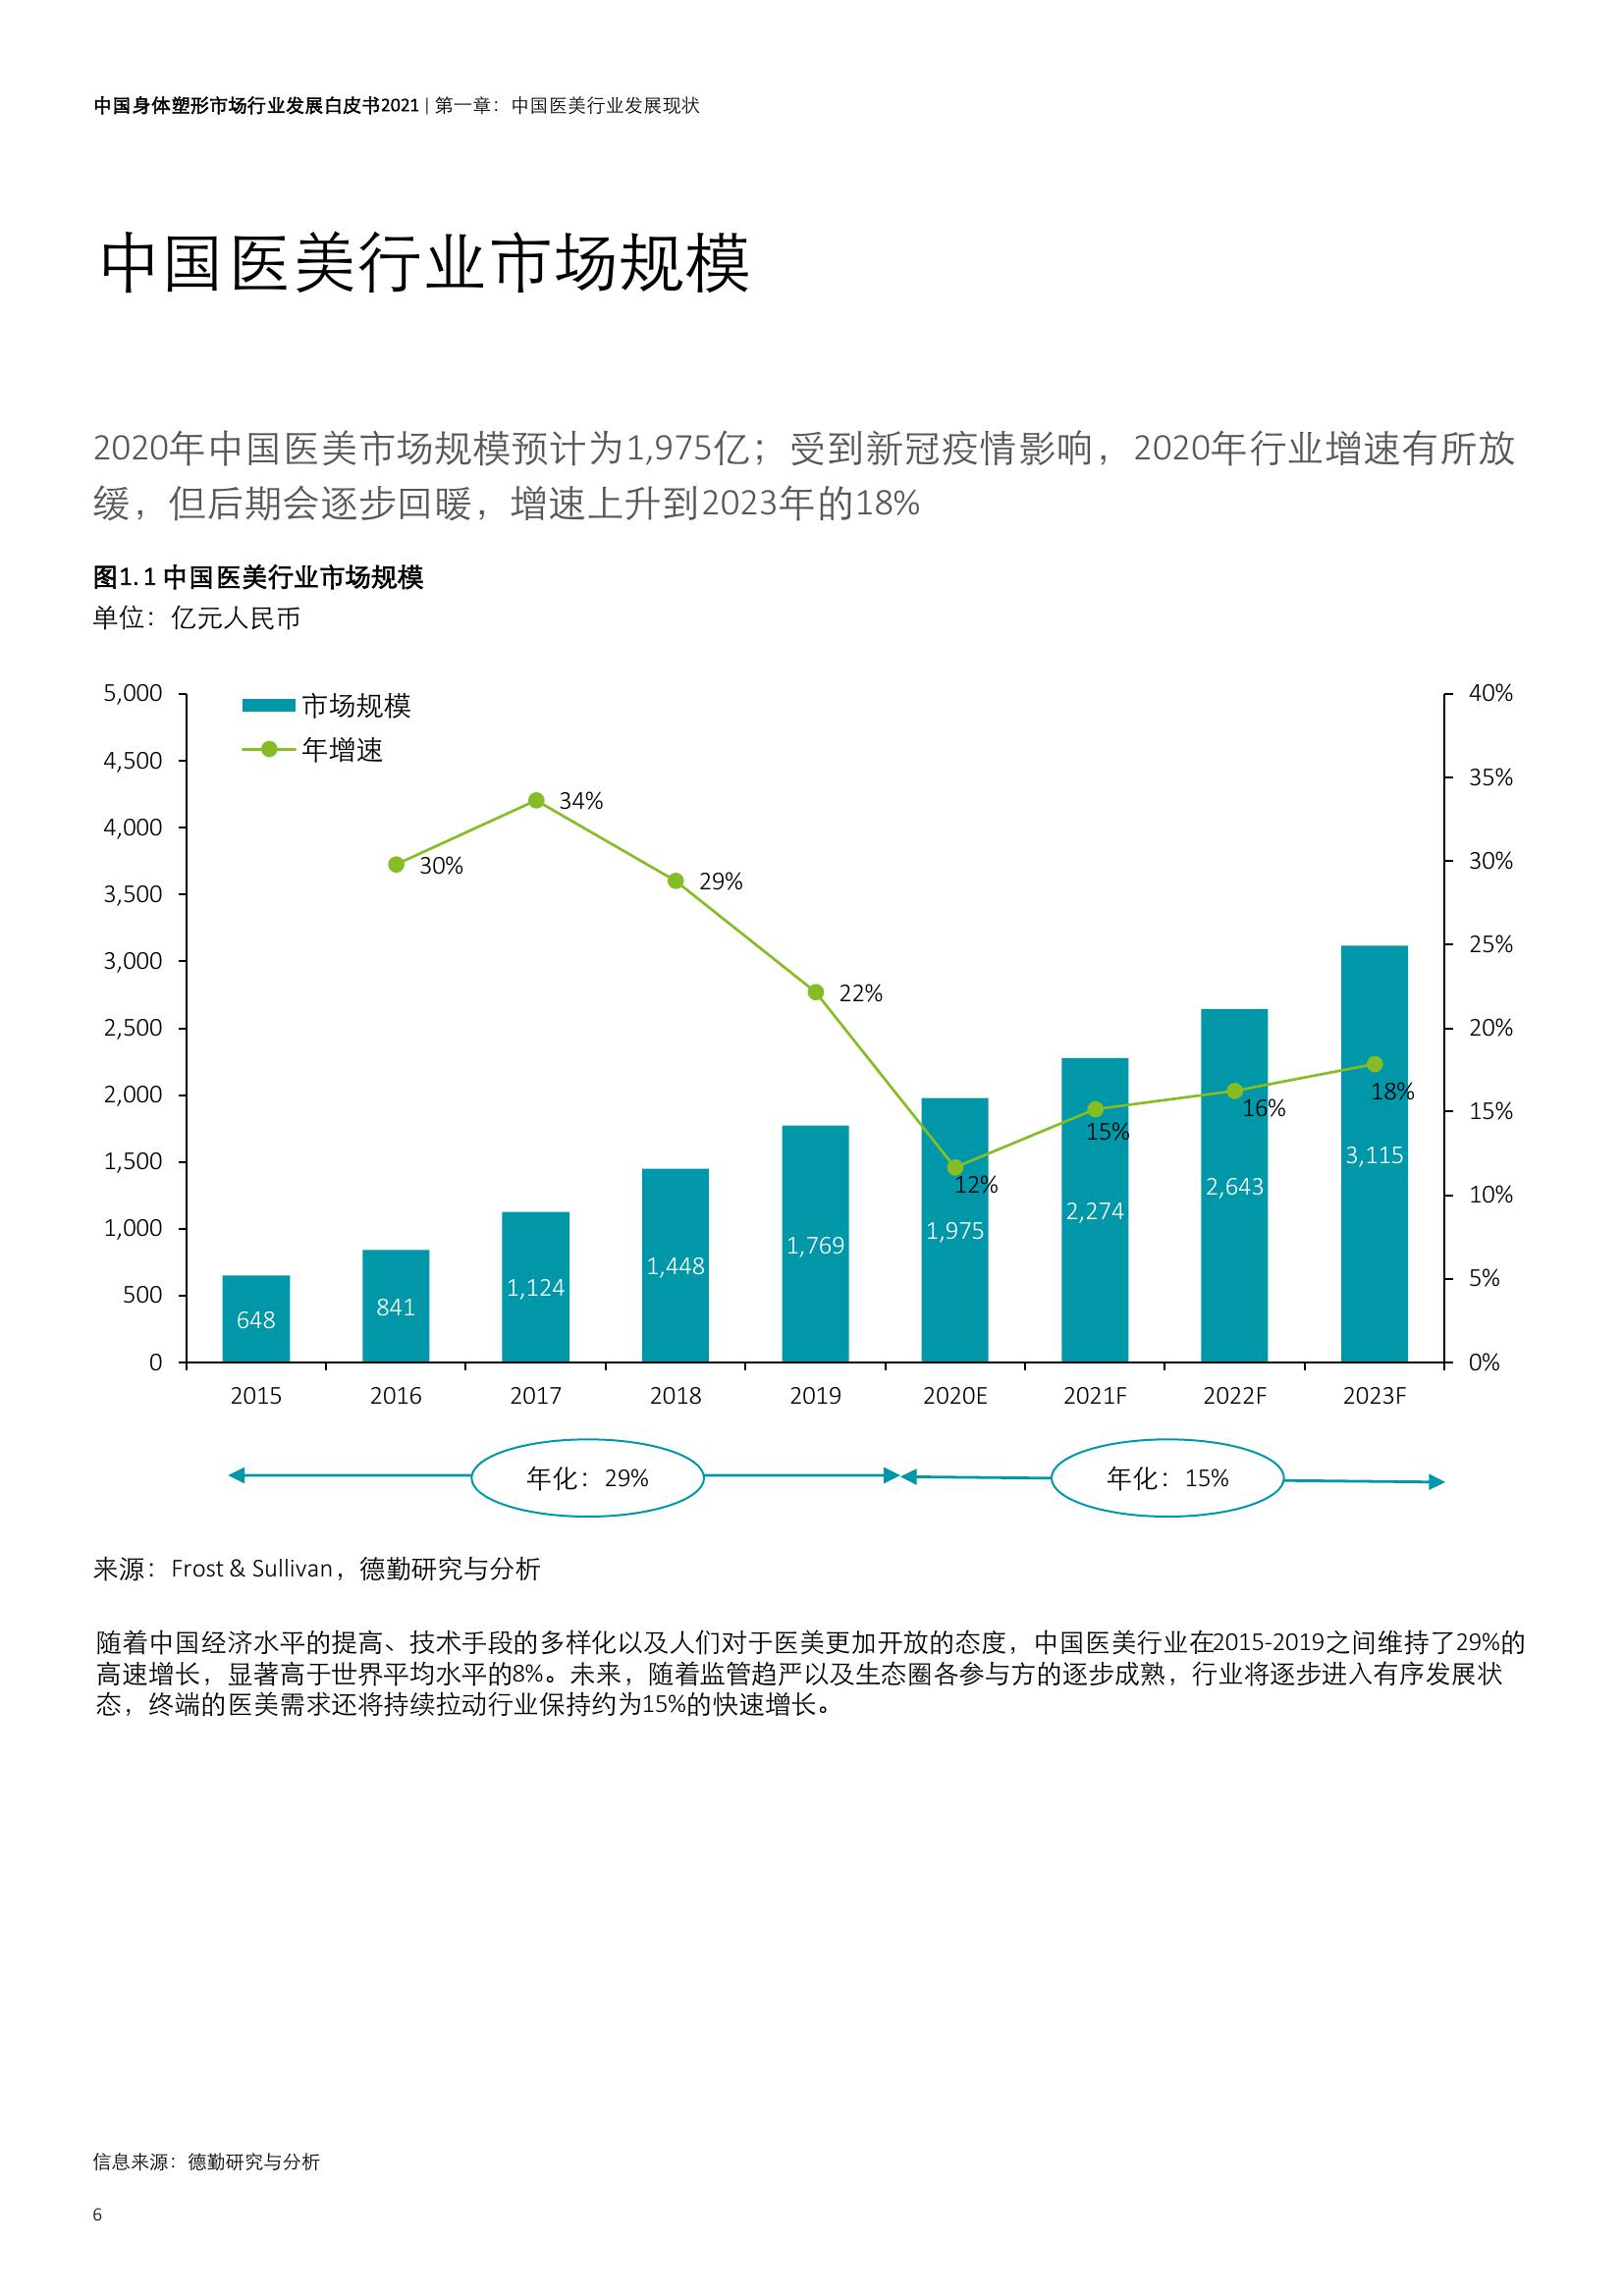 中国身体塑形市场行业发展白皮书2021 | 第一章：中国医美行业发展现状
中国医美行业市场规模
2020年中国医美市场规模预计为1,975亿；受到新冠疫情影响，2020年行业增速有所放
缓，但后期会逐步回暖，增速上升到2023年的18%
图1.1 中国医美行业市场规模
单位：亿元人民币
市场规模
年增速
5,000
4,500
4,000
3,500
3,000
2,500
2,000
1,500
1,000
500
0
40%
35%
30%
25%
20%
15%
10%
5%
0%
30%
34%
29%
22%
12%
15%
16%
18%
648
841
1,124
1,448
1,769
1,975
2,274
2,643
3,115
2015 2016 2017 2018 2019 2020E 2021F 2022F 2023F
年化：29% 年化：15%
来源：Frost & Sullivan，德勤研究与分析
随着中国经济水平的提高、技术手段的多样化以及人们对于医美更加开放的态度，中国医美行业在2015-2019之间维持了29%的
高速增长，显著高于世界平均水平的8%。未来，随着监管趋严以及生态圈各参与方的逐步成熟，行业将逐步进入有序发展状
态，终端的医美需求还将持续拉动行业保持约为15%的快速增长。
信息来源：德勤研究与分析
6